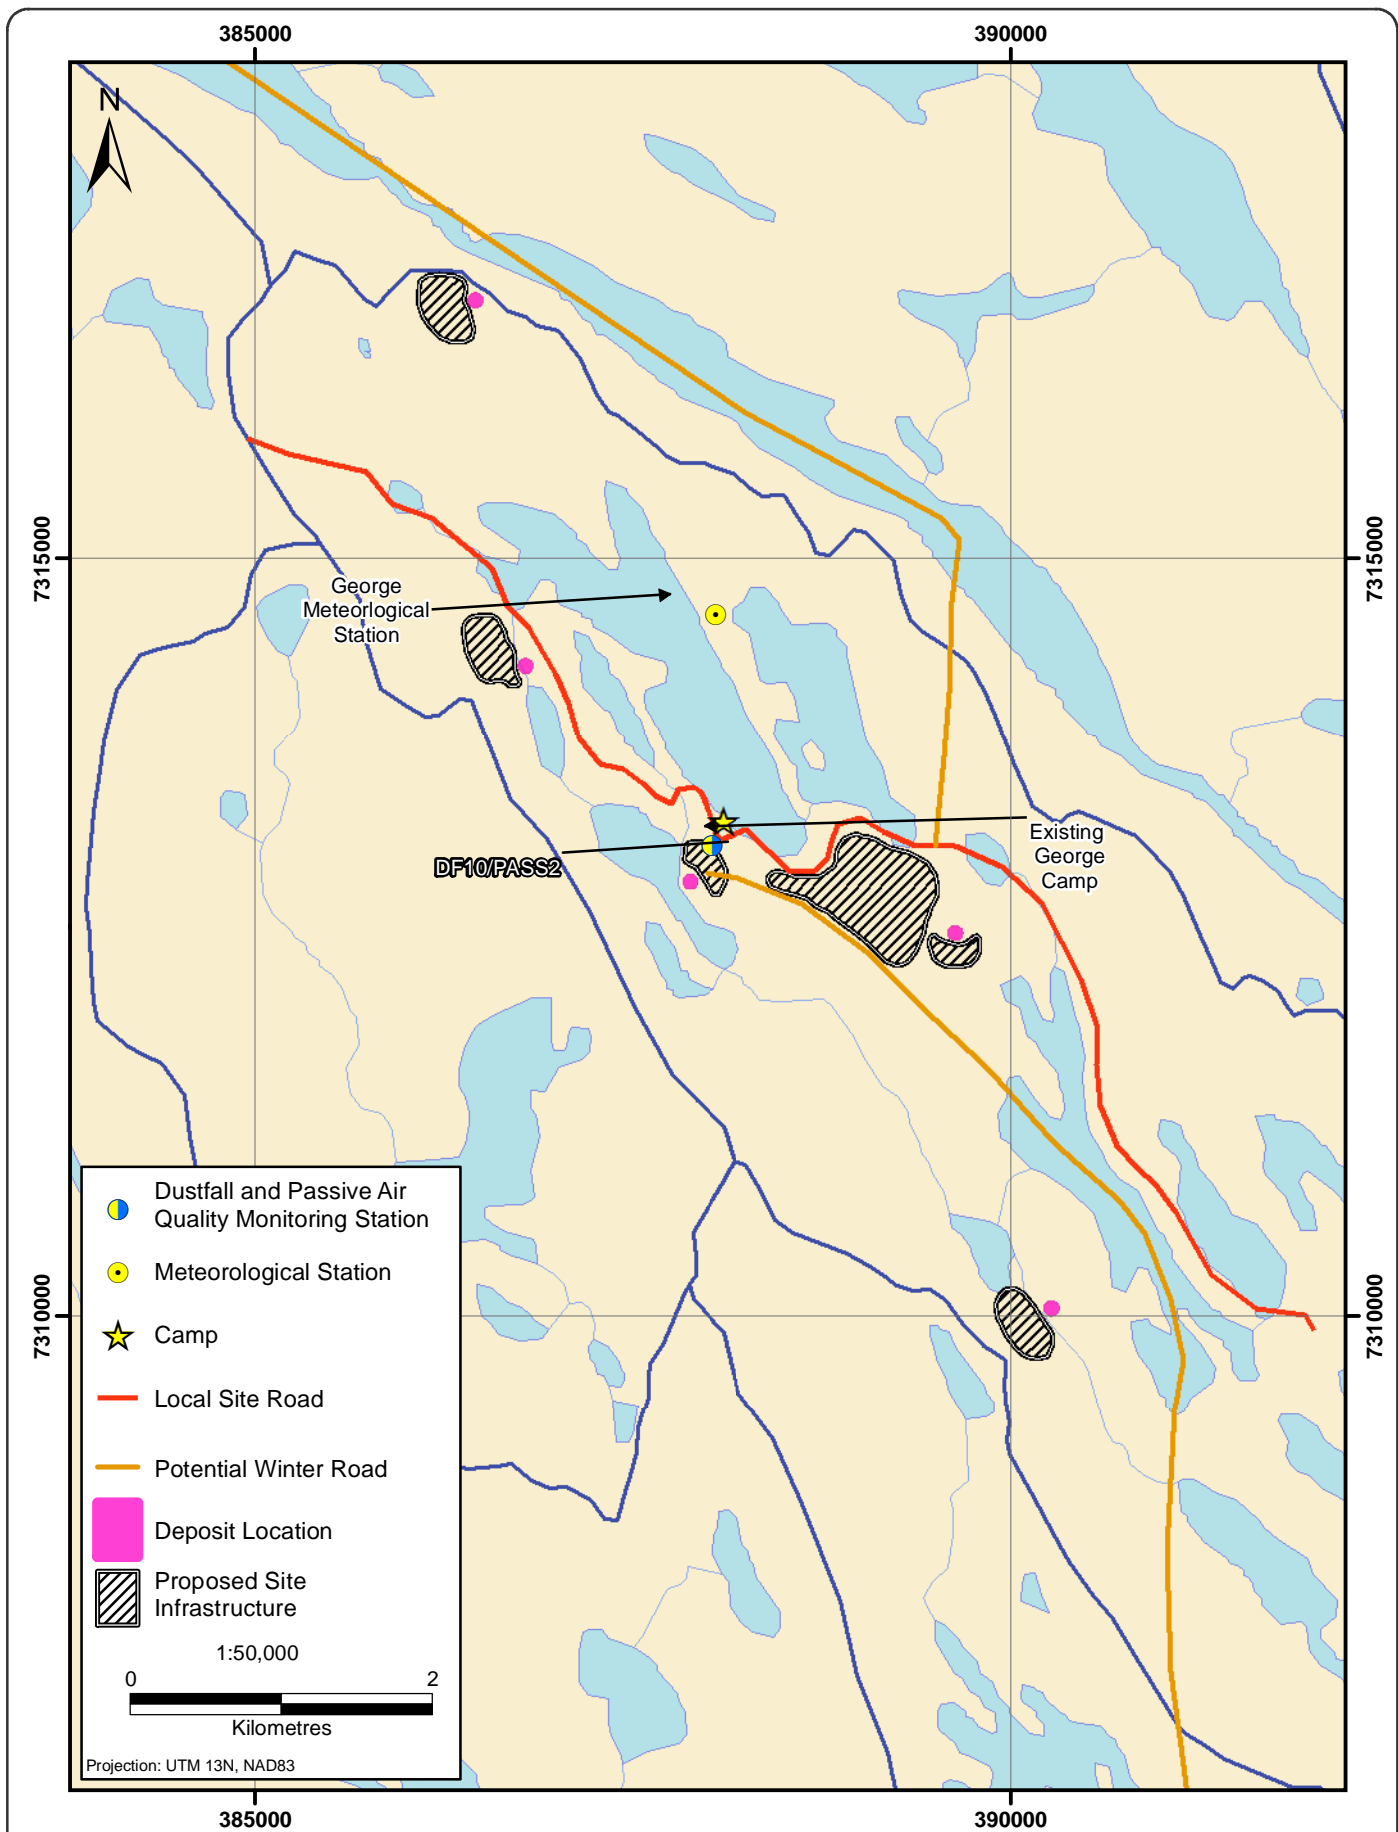 385000
390000
N
7315000
7315000
George
Meteorlogical
Station
Existing
George
Camp
DF10/PASS2
7310000
7310000
Dustfall and Passive Air
Quality Monitoring Station
Meteorological Station
Camp
Local Site Road
Potential Winter Road
Deposit Location
Proposed Site
Infrastructure
1:50,000
0 2
Kilometres
Projection: UTM 13N, NAD83
385000
390000